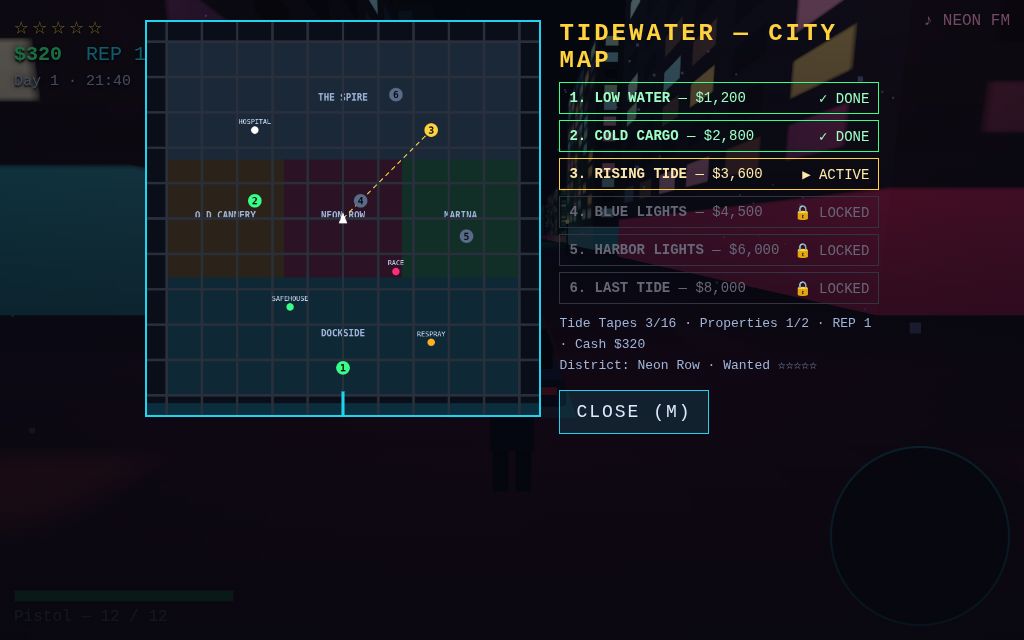 ☆☆☆☆☆
$320 REP 1
Day 1 · 21:40
♪ NEON FM
THE SPIRE
6
HOSPITAL
3
2
4
OLD CANNERY
NEON ROW
MARINA
5
RACE
SAFEHOUSE
DOCKSIDE
RESPRAY
1
TIDEWATER — CITY
MAP
1. LOW WATER — $1,200 ✓ DONE
2. COLD CARGO — $2,800 ✓ DONE
3. RISING TIDE — $3,600 ▶ ACTIVE
4. BLUE LIGHTS — $4,500 🔒 LOCKED
5. HARBOR LIGHTS — $6,000 🔒 LOCKED
6. LAST TIDE — $8,000 🔒 LOCKED
Tide Tapes 3/16 · Properties 1/2 · REP 1
· Cash $320
District: Neon Row · Wanted ☆☆☆☆☆
CLOSE (M)
Pistol — 12 / 12